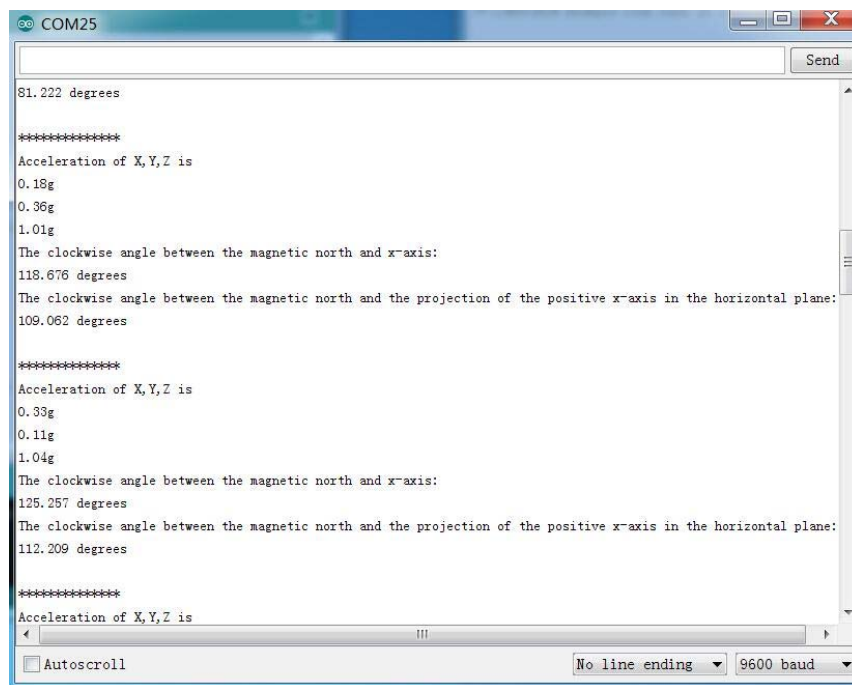 COM25
Send
81.222 degrees
**************
Acceleration of X,Y,Z is
0.18g
0.36g
1.01g
The clockwise angle between the magnetic north and x-axis:
118.676 degrees
The clockwise angle between the magnetic north and the projection of the positive x-axis in the horizontal plane:
109.062 degrees
**************
Acceleration of X,Y,Z is
0.33g
0.11g
1.04g
The clockwise angle between the magnetic north and x-axis:
125.257 degrees
The clockwise angle between the magnetic north and the projection of the positive x-axis in the horizontal plane:
112.209 degrees
**************
Acceleration of X,Y,Z is
Autoscroll No line ending 9600 baud